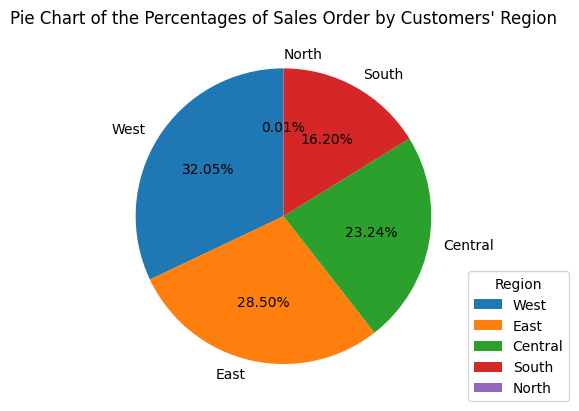 Pie Chart of the Percentages of Sales Order by Customers' Region
North
South
West
0.01%
16.20%
32.05%
23.24%
Central
28.50%
East
Region
West
East
Central
South
North